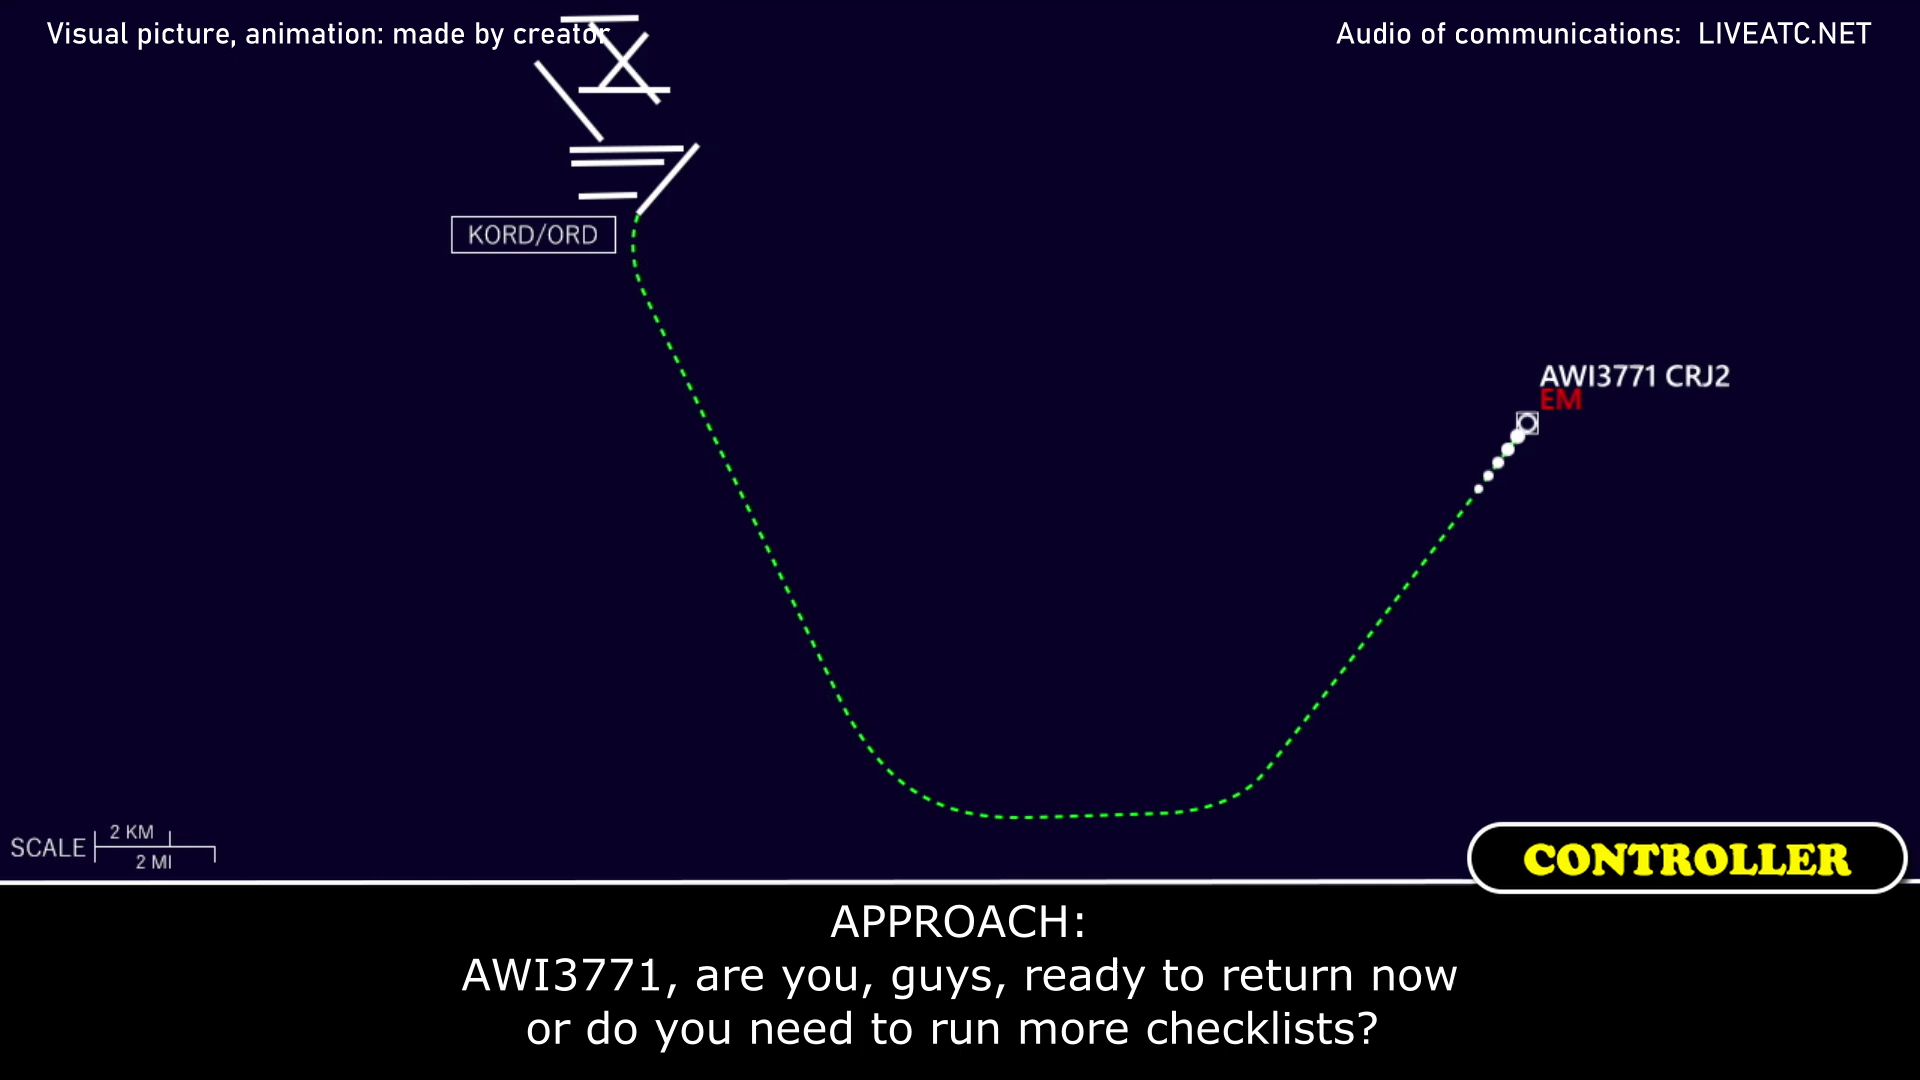 Visual picture, animation: made by creator
Audio of communications: LIVEATC.NET
KORD/ORD
AWI3771 CRJ2
EM
SCALE
2 KM
2 MI
CONTROLLER
APPROACH:
AWI3771, are you, guys, ready to return now
or do you need to run more checklists?